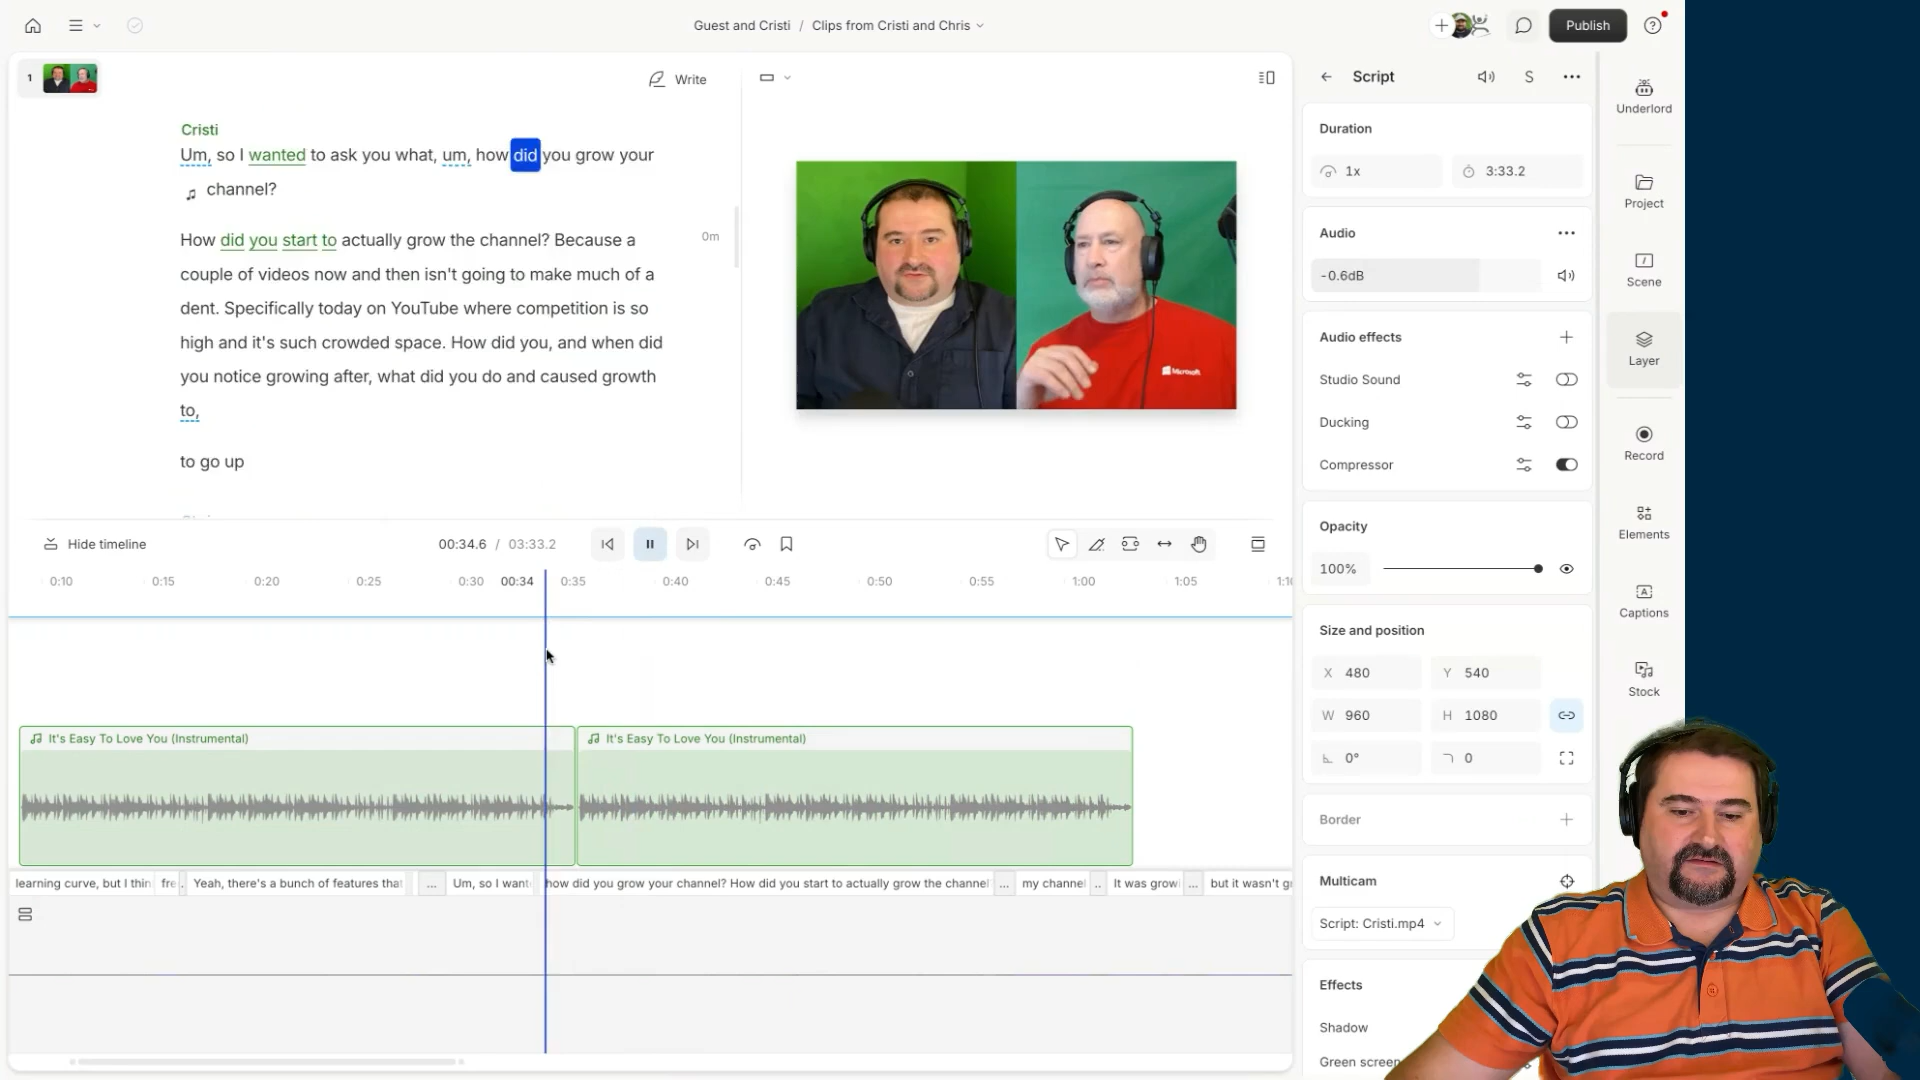 Guest and Cristi / Clips from Cristi and Chris
Publish
1
Write
Cristi
Um, so I wanted to ask you what, um, how did you grow your
channel?
How did you start to actually grow the channel? Because a
couple of videos now and then isn't going to make much of a
dent. Specifically today on YouTube where competition is so
high and it's such crowded space. How did you, and when did
you notice growing after, what did you do and caused growth
to,
to go up
0m
Microsoft
Hide timeline
00:34.6 / 03:33.2
0:10 0:15 0:20 0:25 0:30 00:34 0:35 0:40 0:45 0:50 0:55 1:00 1:05
It's Easy To Love You (Instrumental)
It's Easy To Love You (Instrumental)
learning curve, but I thin fre . Yeah, there's a bunch of features that ... Um, so I want how did you grow your channel? How did you start to actually grow the channel ... my channel .. It was growi ... but it wasn't g
Script
S
Duration
1x
3:33.2
Audio
-0.6dB
Audio effects
Studio Sound
Ducking
Compressor
Opacity
100%
Size and position
X 480
Y 540
W 960
H 1080
0°
0
Border
Multicam
Script: Cristi.mp4
Effects
Shadow
Green screen
Underlord
Project
Scene
Layer
Record
Elements
Captions
Stock